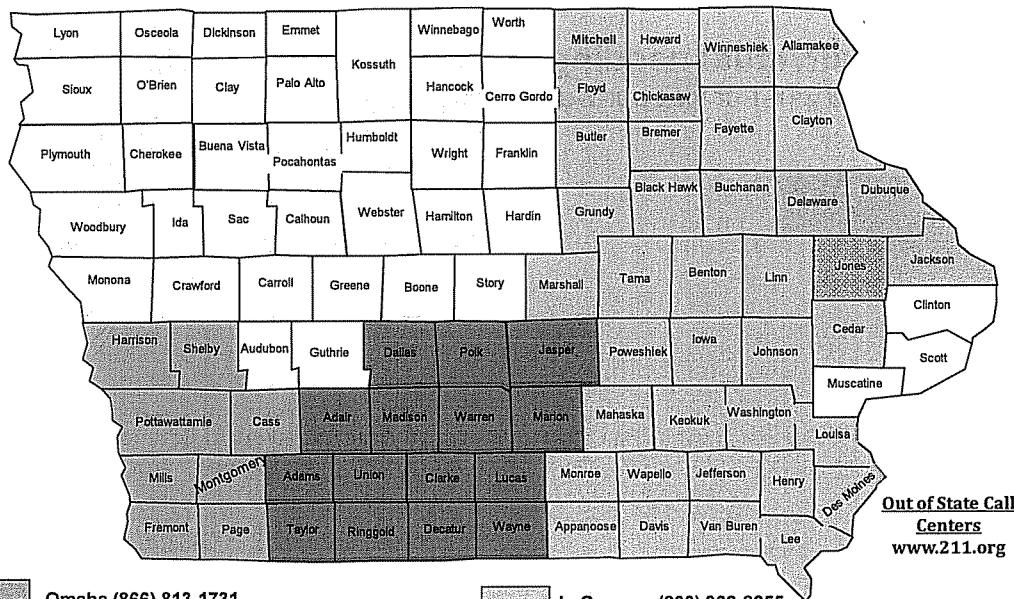 Lyon Osceola Dickinson Emmet Kossuth Winnebago Worth Mitchell Howard Winneshiek Allamakee
Sioux O'Brien Clay Palo Alto Hancock Cerro Gordo Floyd Chickasaw Fayette Clayton
Plymouth Cherokee Buena Vista Pocahontas Humboldt Wright Franklin Butler Bremer
Woodbury Ida Sac Calhoun Webster Hamilton Hardin Grundy Black Hawk Buchanan Delaware Dubuque
Monona Crawford Carroll Greene Boone Story Marshall Tama Benton Linn Jones Jackson
Clinton
Harrison Shelby Audubon Guthrie Dallas Polk Jasper Poweshiek Iowa Johnson Cedar Scott
Muscatine
Pottawattamie Cass Adair Madison Warren Marion Mahaska Keokuk Washington Louisa
Mills Montgomery Adams Union Clarke Lucas Monroe Wapello Jefferson Henry Des Moines
Fremont Page Taylor Ringgold Decatur Wayne Appanoose Davis Van Buren Lee
Out of State Call
Centers
www.211.org